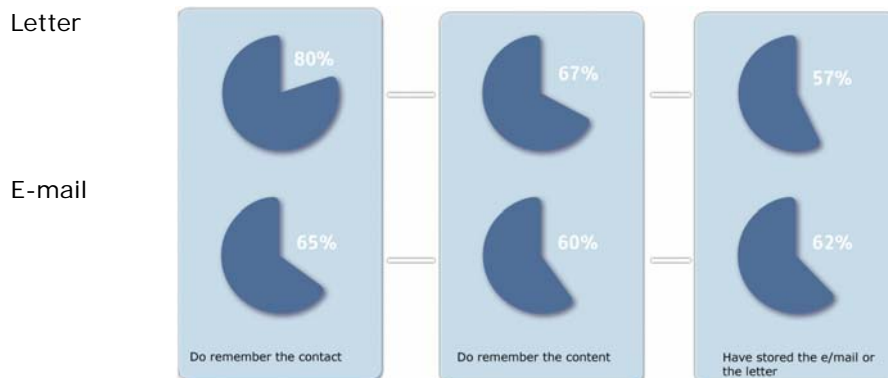 Letter
80%
67%
57%
E-mail
65%
60%
62%
Do remember the contact
Do remember the content
Have stored the e/mail or
the letter